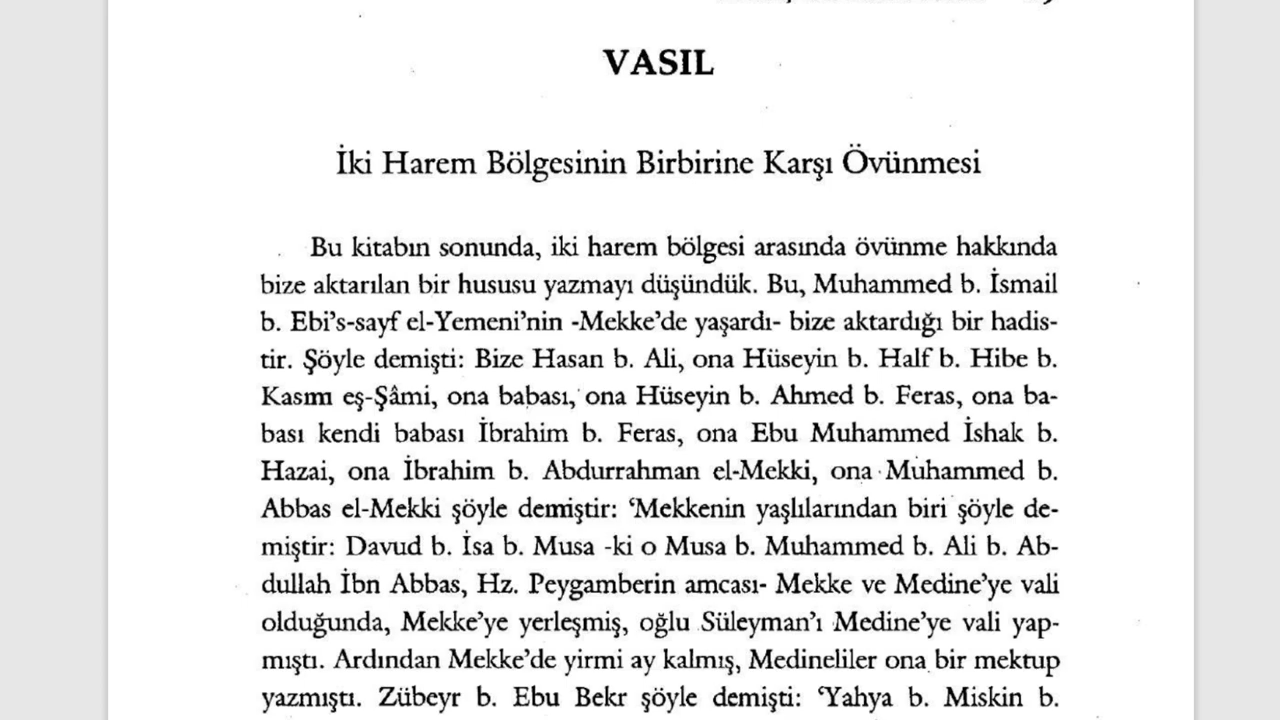 VASIL
İki Harem Bölgesinin Birbirine Karşı Övünmesi
Bu kitabın sonunda, iki harem bölgesi arasında övünme hakkında
bize aktarılan bir hususu yazmayı düşündük. Bu, Muhammed b. İsmail
b. Ebi's-sayf el-Yemeni'nin -Mekke'de yaşardı- bize aktardığı bir hadis-
tir. Şöyle demişti: Bize Hasan b. Ali, ona Hüseyin b. Half b. Hibe b.
Kasım eş-Şâmi, ona babası, ona Hüseyin b. Ahmed b. Feras, ona ba-
bası kendi babası İbrahim b. Feras, ona Ebu Muhammed İshak b.
Hazai, ona İbrahim b. Abdurrahman el-Mekki, ona Muhammed b.
Abbas el-Mekki şöyle demiştir: ‘Mekkenin yaşlılarından biri şöyle de-
miştir: Davud b. İsa b. Musa -ki o Musa b. Muhammed b. Ali b. Ab-
dullah İbn Abbas, Hz. Peygamberin amcası- Mekke ve Medine'ye vali
olduğunda, Mekke'ye yerleşmiş, oğlu Süleyman'ı Medine'ye vali yap-
mıştı. Ardından Mekke'de yirmi ay kalmış, Medineliler ona bir mektup
yazmıştı. Zübeyr b. Ebu Bekr şöyle demişti: ‘Yahya b. Miskin b.